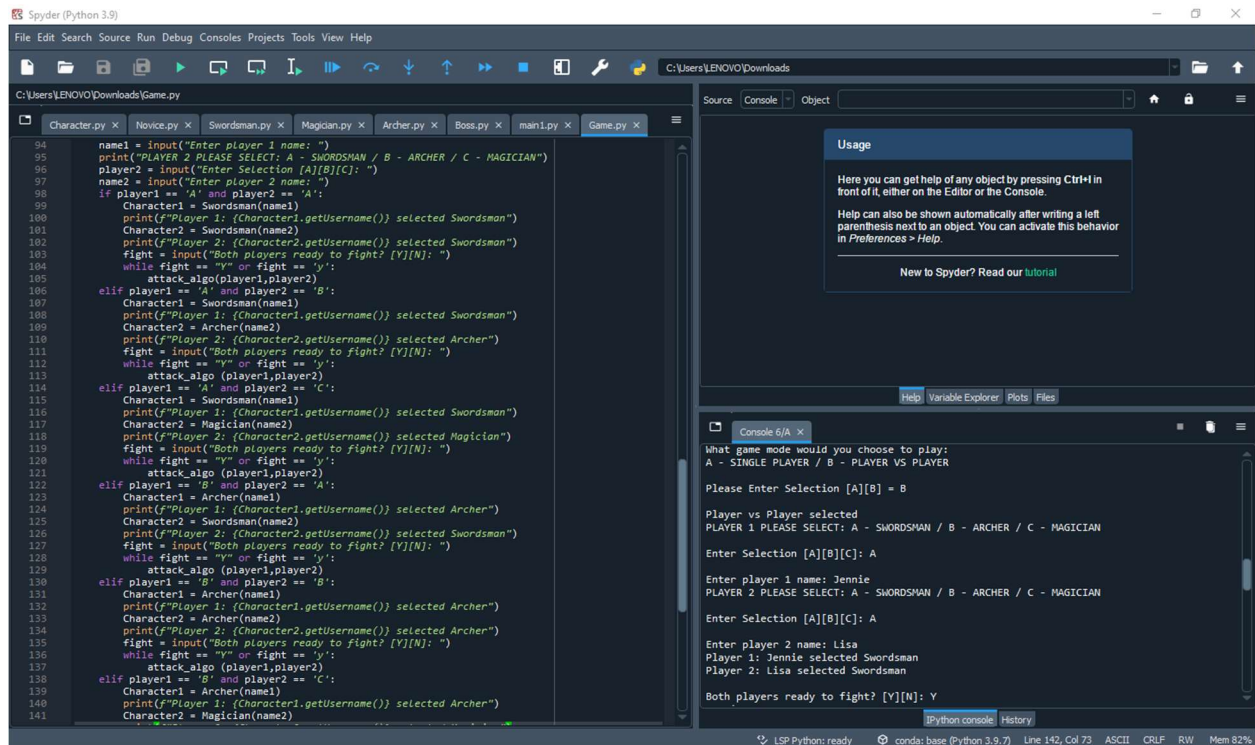 Spyder (Python 3.9)
File Edit Search Source Run Debug Consoles Projects Tools View Help
C:\Users\LENOVO\Downloads
C:\Users\LENOVO\Downloads\Game.py
Character.py Novice.py Swordsman.py Magician.py Archer.py Boss.py main1.py Game.py
94 name1 = input("Enter player 1 name: ")
95 print("PLAYER 2 PLEASE SELECT: A - SWORDSMAN / B - ARCHER / C - MAGICIAN")
96 player2 = input("Enter Selection [A][B][C]: ")
97 name2 = input("Enter player 2 name: ")
98 if player1 == 'A' and player2 == 'A':
99 Character1 = Swordsman(name1)
100 print(f"Player 1: {Character1.getUsername()} selected Swordsman")
101 Character2 = Swordsman(name2)
102 print(f"Player 2: {Character2.getUsername()} selected Swordsman")
103 fight = input("Both players ready to fight? [Y][N]: ")
104 while fight == "Y" or fight == 'y':
105 attack_algo(player1,player2)
106 elif player1 == 'A' and player2 == 'B':
107 Character1 = Swordsman(name1)
108 print(f"Player 1: {Character1.getUsername()} selected Swordsman")
109 Character2 = Archer(name2)
110 print(f"Player 2: {Character2.getUsername()} selected Archer")
111 fight = input("Both players ready to fight? [Y][N]: ")
112 while fight == "Y" or fight == 'y':
113 attack_algo (player1,player2)
114 elif player1 == 'A' and player2 == 'C':
115 Character1 = Swordsman(name1)
116 print(f"Player 1: {Character1.getUsername()} selected Swordsman")
117 Character2 = Magician(name2)
118 print(f"Player 2: {Character2.getUsername()} selected Magician")
119 fight = input("Both players ready to fight? [Y][N]: ")
120 while fight == "Y" or fight == 'y':
121 attack_algo (player1,player2)
122 elif player1 == 'B' and player2 == 'A':
123 Character1 = Archer(name1)
124 print(f"Player 1: {Character1.getUsername()} selected Archer")
125 Character2 = Swordsman(name2)
126 print(f"Player 2: {Character2.getUsername()} selected Swordsman")
127 fight = input("Both players ready to fight? [Y][N]: ")
128 while fight == "Y" or fight == 'y':
129 attack_algo (player1,player2)
130 elif player1 == 'B' and player2 == 'B':
131 Character1 = Archer(name1)
132 print(f"Player 1: {Character1.getUsername()} selected Archer")
133 Character2 = Archer(name2)
134 print(f"Player 2: {Character2.getUsername()} selected Archer")
135 fight = input("Both players ready to fight? [Y][N]: ")
136 while fight == "Y" or fight == 'y':
137 attack_algo (player1,player2)
138 elif player1 == 'B' and player2 == 'C':
139 Character1 = Archer(name1)
140 print(f"Player 1: {Character1.getUsername()} selected Archer")
141 Character2 = Magician(name2)
Source Console Object
Usage
Here you can get help of any object by pressing Ctrl+I in
front of it, either on the Editor or the Console.
Help can also be shown automatically after writing a left
parenthesis next to an object. You can activate this behavior
in Preferences > Help.
New to Spyder? Read our tutorial
Help Variable Explorer Plots Files
Console 6/A
What game mode would you choose to play:
A - SINGLE PLAYER / B - PLAYER VS PLAYER
Please Enter Selection [A][B] = B
Player vs Player selected
PLAYER 1 PLEASE SELECT: A - SWORDSMAN / B - ARCHER / C - MAGICIAN
Enter Selection [A][B][C]: A
Enter player 1 name: Jennie
PLAYER 2 PLEASE SELECT: A - SWORDSMAN / B - ARCHER / C - MAGICIAN
Enter Selection [A][B][C]: A
Enter player 2 name: Lisa
Player 1: Jennie selected Swordsman
Player 2: Lisa selected Swordsman
Both players ready to fight? [Y][N]: Y
IPython console History
LSP Python: ready conda: base (Python 3.9.7) Line 142, Col 73 ASCII CRLF RW Mem 82%